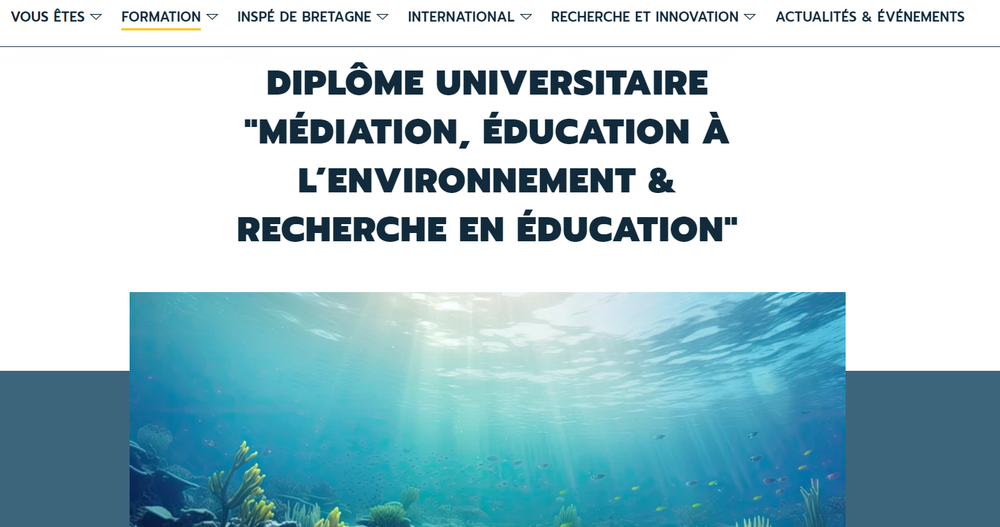 VOUS ÊTES FORMATION INSPÉ DE BRETAGNE INTERNATIONAL RECHERCHE ET INNOVATION ACTUALITÉS & ÉVÉNEMENTS
DIPLÔME UNIVERSITAIRE
"MÉDIATION, ÉDUCATION À
L’ENVIRONNEMENT &
RECHERCHE EN ÉDUCATION"